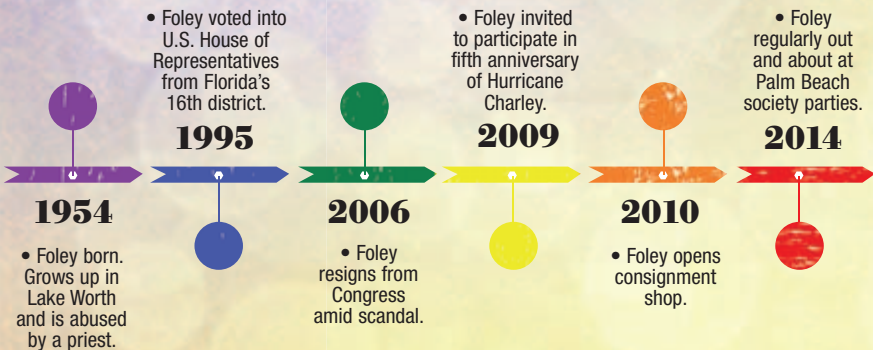 1954
• Foley born.
Grows up in
Lake Worth
and is abused
by a priest.
• Foley voted into
U.S. House of
Representatives
from Florida's
16th district.
1995
2006
• Foley
resigns from
Congress
amid scandal.
• Foley invited
to participate in
fifth anniversary
of Hurricane
Charley.
2009
2010
• Foley opens
consignment
shop.
• Foley
regularly out
and about at
Palm Beach
society parties.
2014